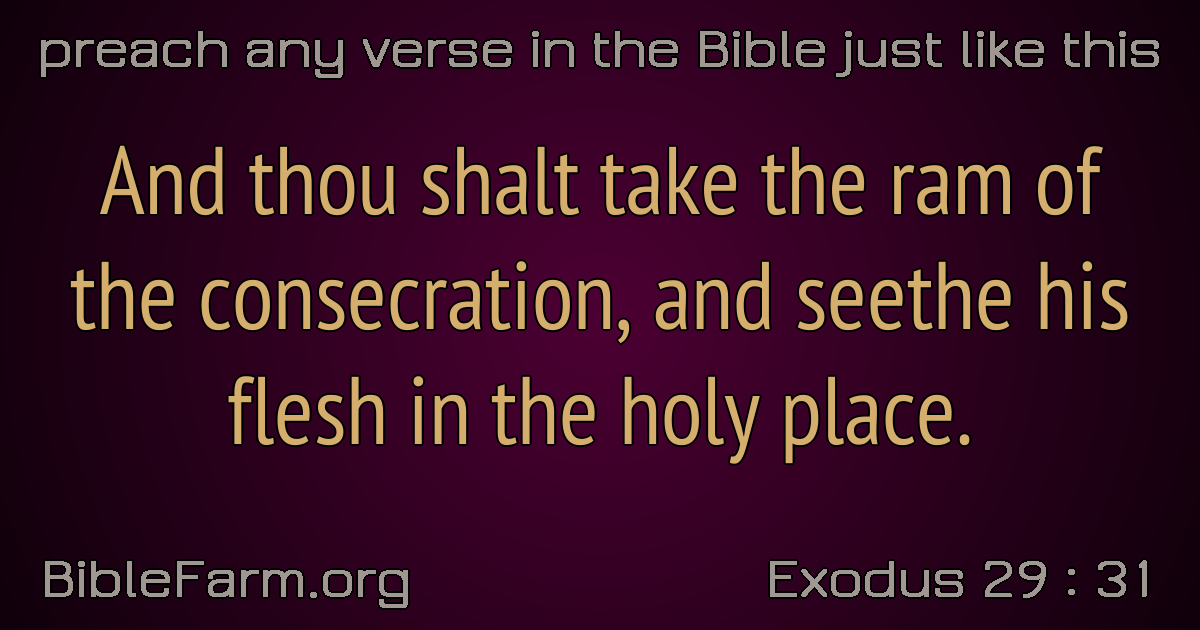 preach any verse in the Bible just like this
And thou shalt take the ram of
the consecration, and seethe his
flesh in the holy place.
BibleFarm.org
Exodus 29 : 31